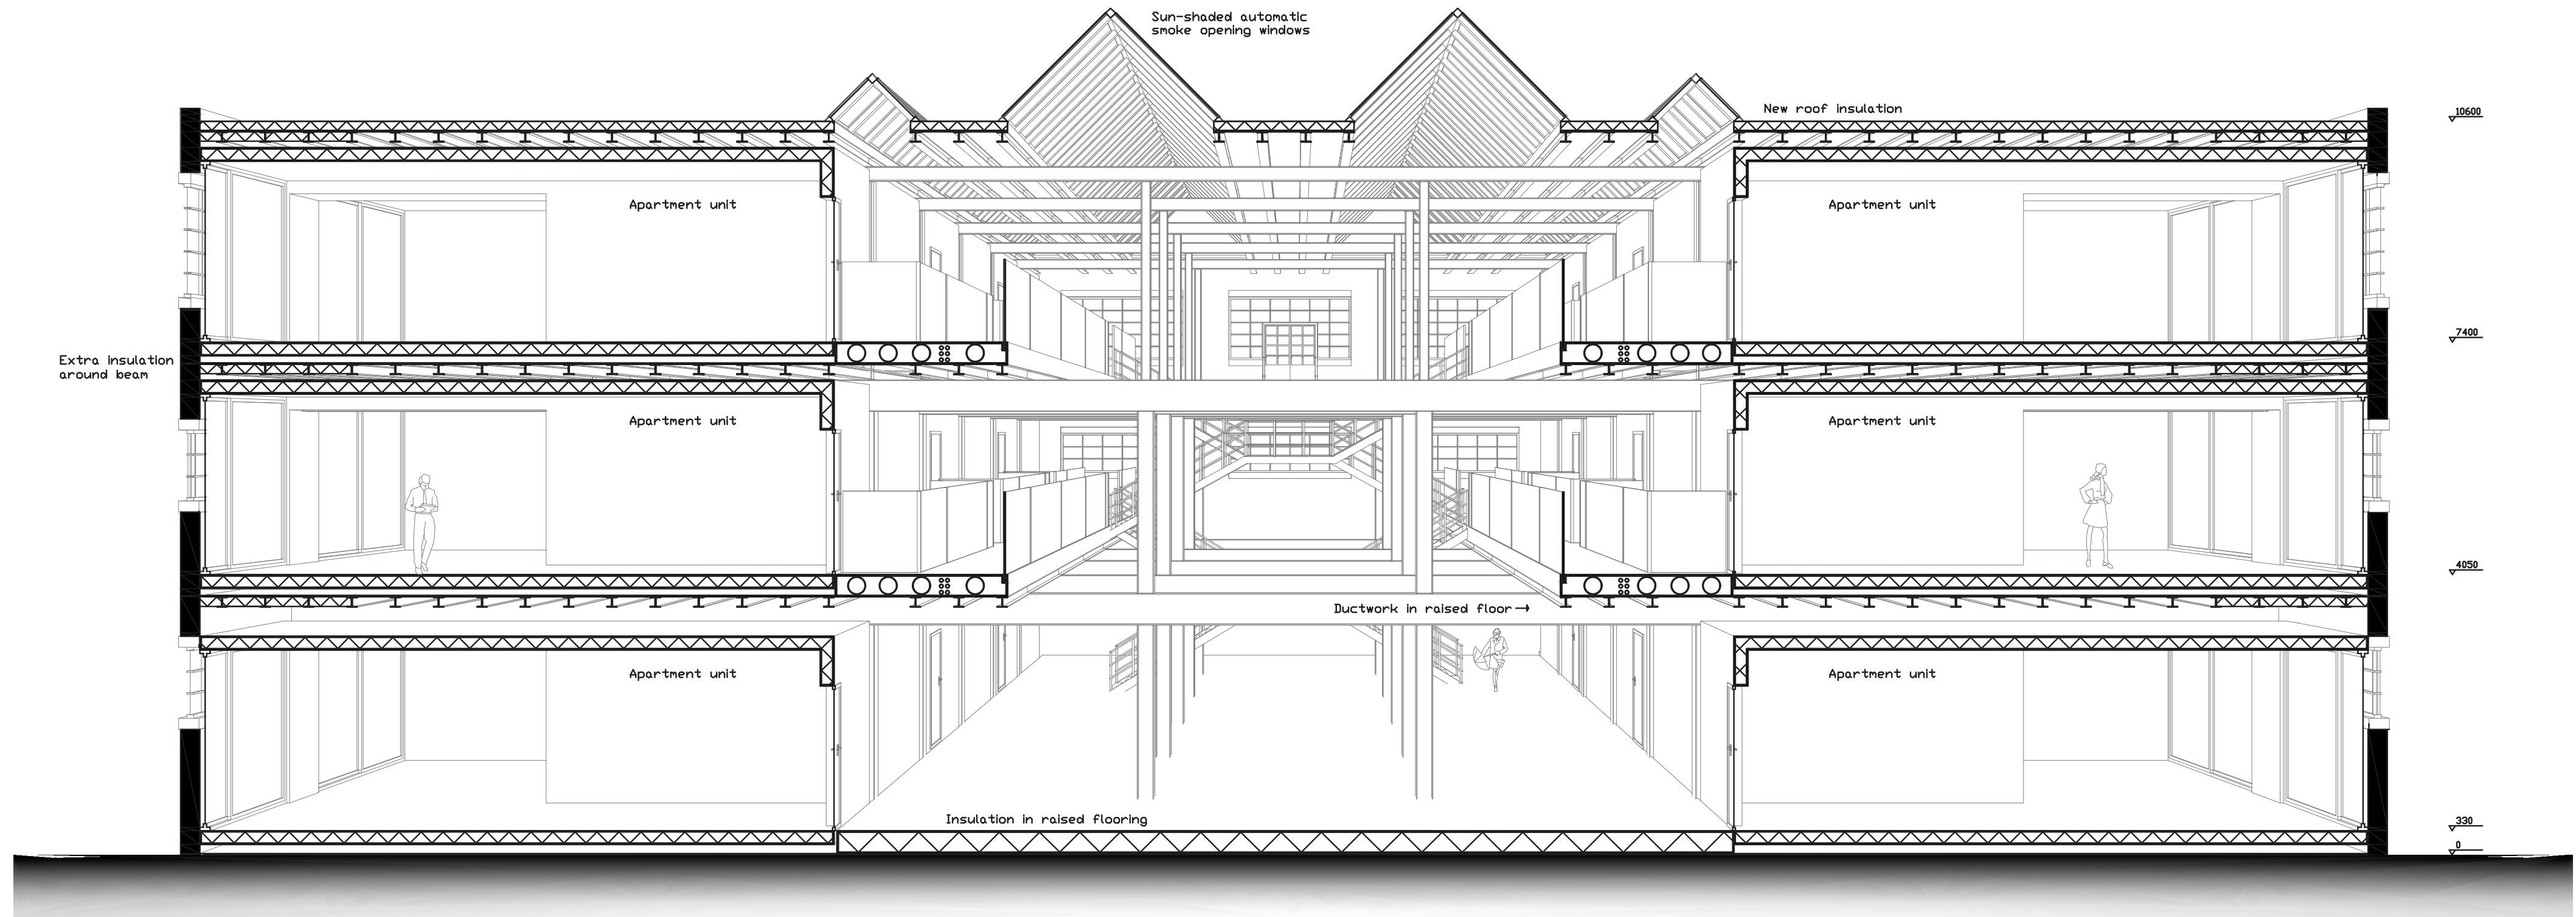 Sun-shaded automatic
smoke opening windows
New roof insulation
10600
Apartment unit
Apartment unit
7400
Extra insulation
around beam
Apartment unit
Apartment unit
4050
Ductwork in raised floor
Apartment unit
Apartment unit
Insulation in raised flooring
330
0